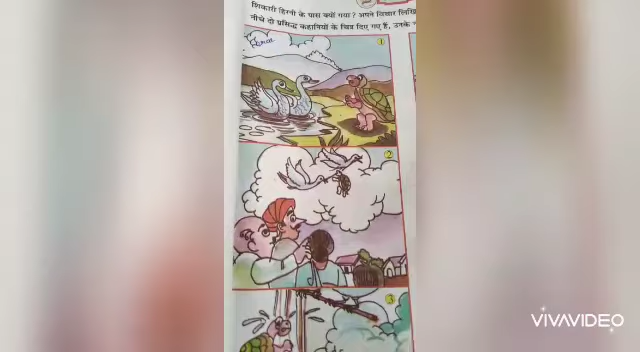 शिकारी हिरनी के पास क्यों गया? अपने विचार
नीचे दो प्रसिद्ध कहानियों के चित्र दिए गए हैं, उनके
1
2
3
VIVAVIDEO